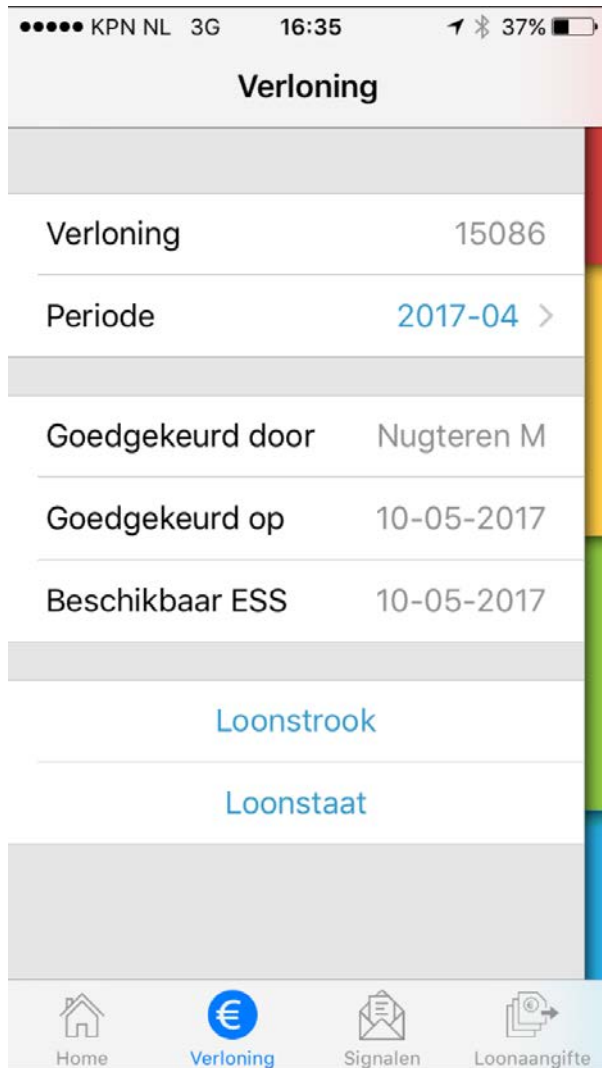 KPN NL 3G 16:35 37%
Verloning
Verloning 15086
Periode 2017-04
Goedgekeurd door Nugteren M
Goedgekeurd op 10-05-2017
Beschikbaar ESS 10-05-2017
Loonstrook
Loonstaat
Home Verloning Signalen Loonaangifte